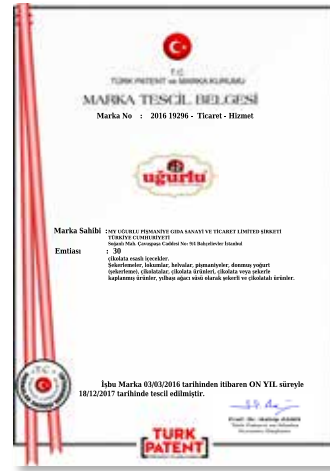 T.C.
TÜRK PATENT ve MARKA KURUMU
MARKA TESCİL BELGESİ
Marka No : 2016 19296 - Ticaret - Hizmet
uğurlu
Marka Sahibi : MY UĞURLU PİŞMANİYE GIDA SANAYİ VE TİCARET LİMİTED ŞİRKETİ
TÜRKİYE CUMHURİYETİ
Soğanlı Mah. Çavuşpaşa Caddesi No: 9/1 Bahçelievler İstanbul
Emtiası : 30
çikolata esaslı içecekler.
Şekerlemeler, lokumlar, helvalar, pişmaniyeler, donmuş yoğurt
(şekerleme), çikolatalar, çikolata ürünleri, çikolata veya şekerle
kaplanmış ürünler, yılbaşı ağacı süsü olarak şekerli ve çikolatalı ürünler.
İşbu Marka 03/03/2016 tarihinden itibaren ON YIL süreyle
18/12/2017 tarihinde tescil edilmiştir.
TURK
PATENT